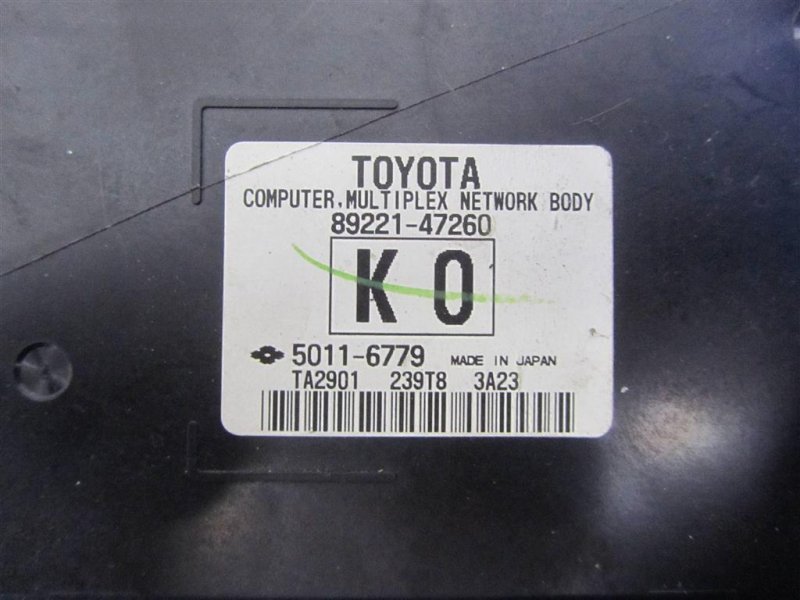 TOYOTA
COMPUTER, MULTIPLEX NETWORK BODY
89221-47260
K 0
5011-6779 MADE IN JAPAN
TA2901 239T8 3A23